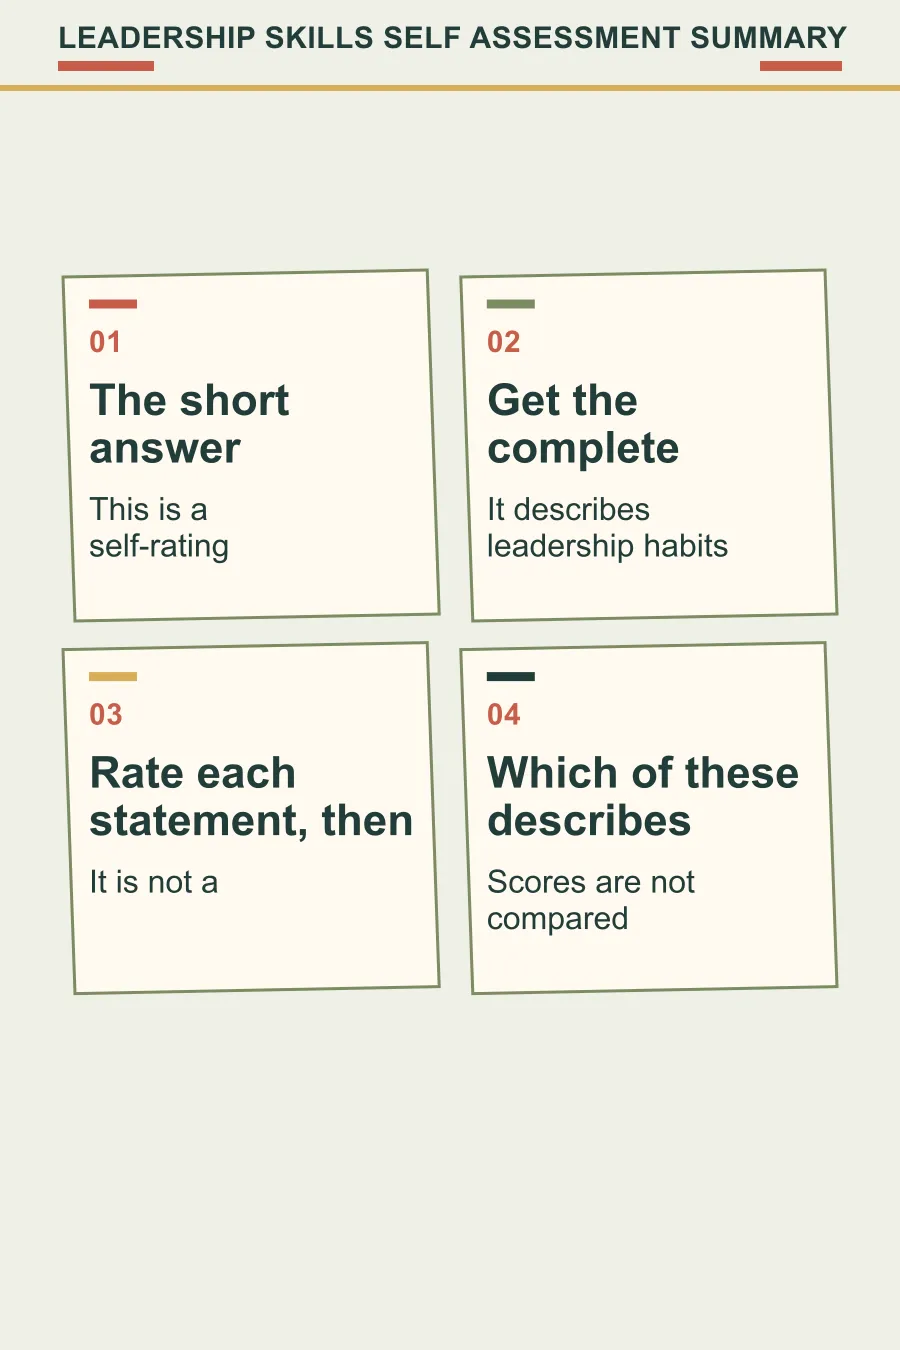 LEADERSHIP SKILLS SELF ASSESSMENT SUMMARY
01
The short
answer
This is a
self-rating
02
Get the
complete
It describes
leadership habits
03
Rate each
statement, then
It is not a
04
Which of these
describes
Scores are not
compared